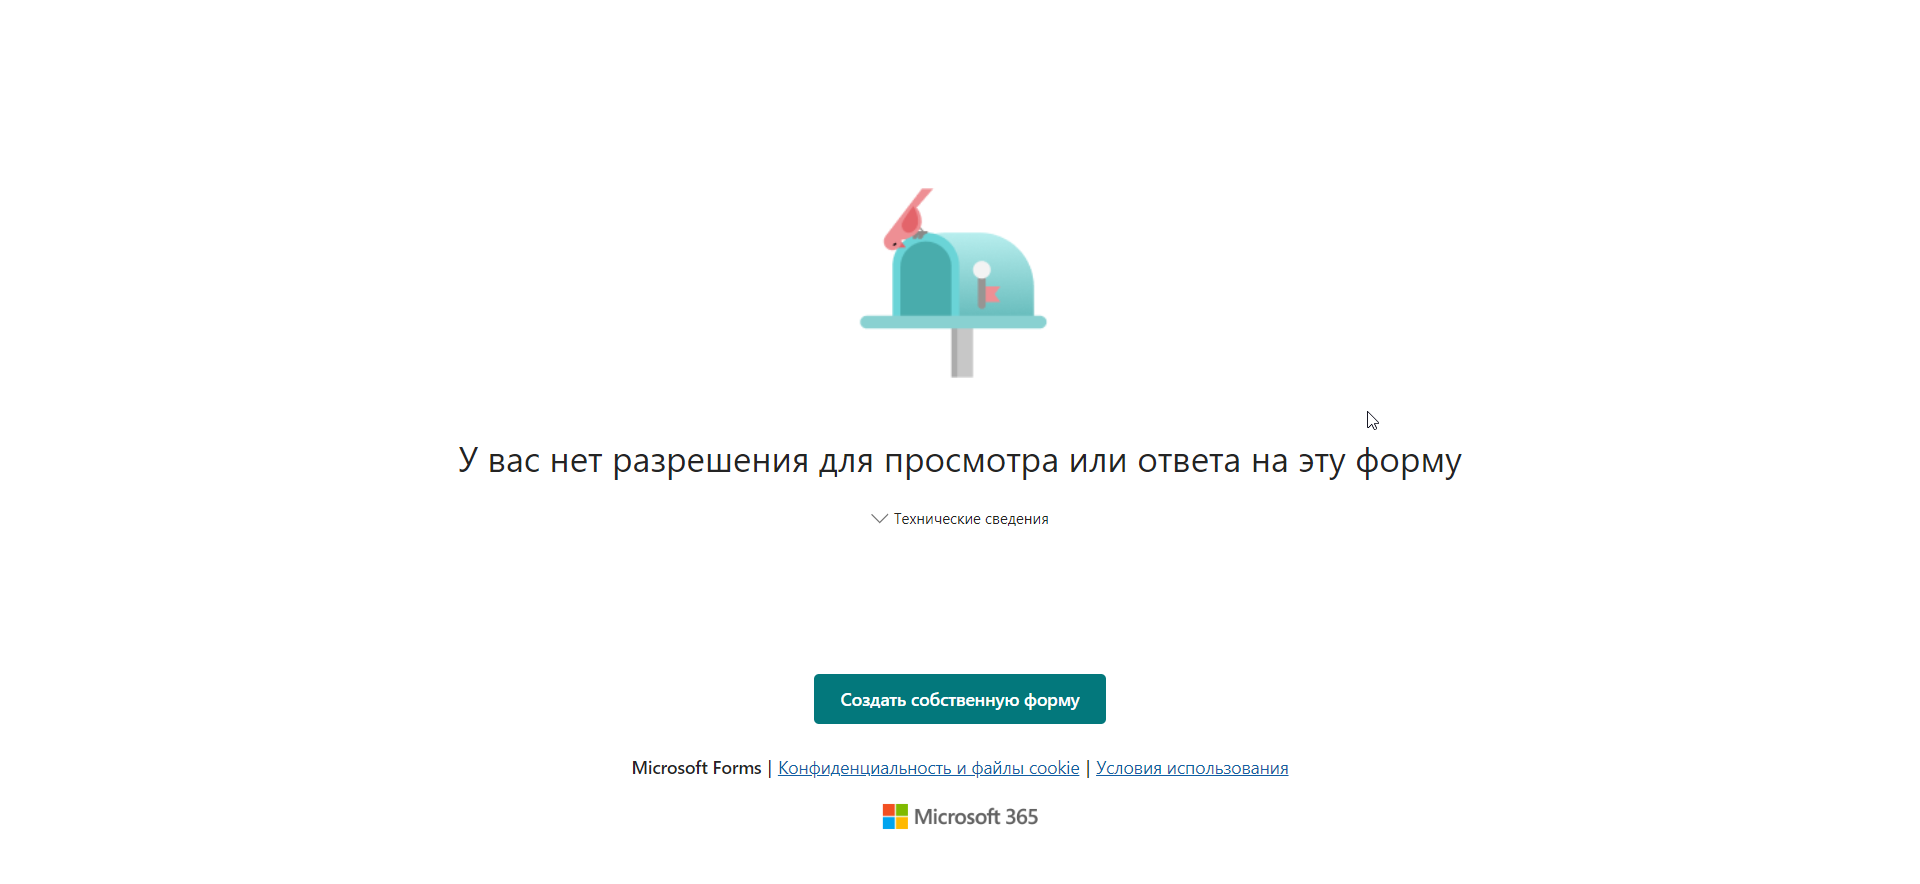 У вас нет разрешения для просмотра или ответа на эту форму
Технические сведения
Создать собственную форму
Microsoft Forms | Конфиденциальность и файлы cookie | Условия использования
Microsoft 365